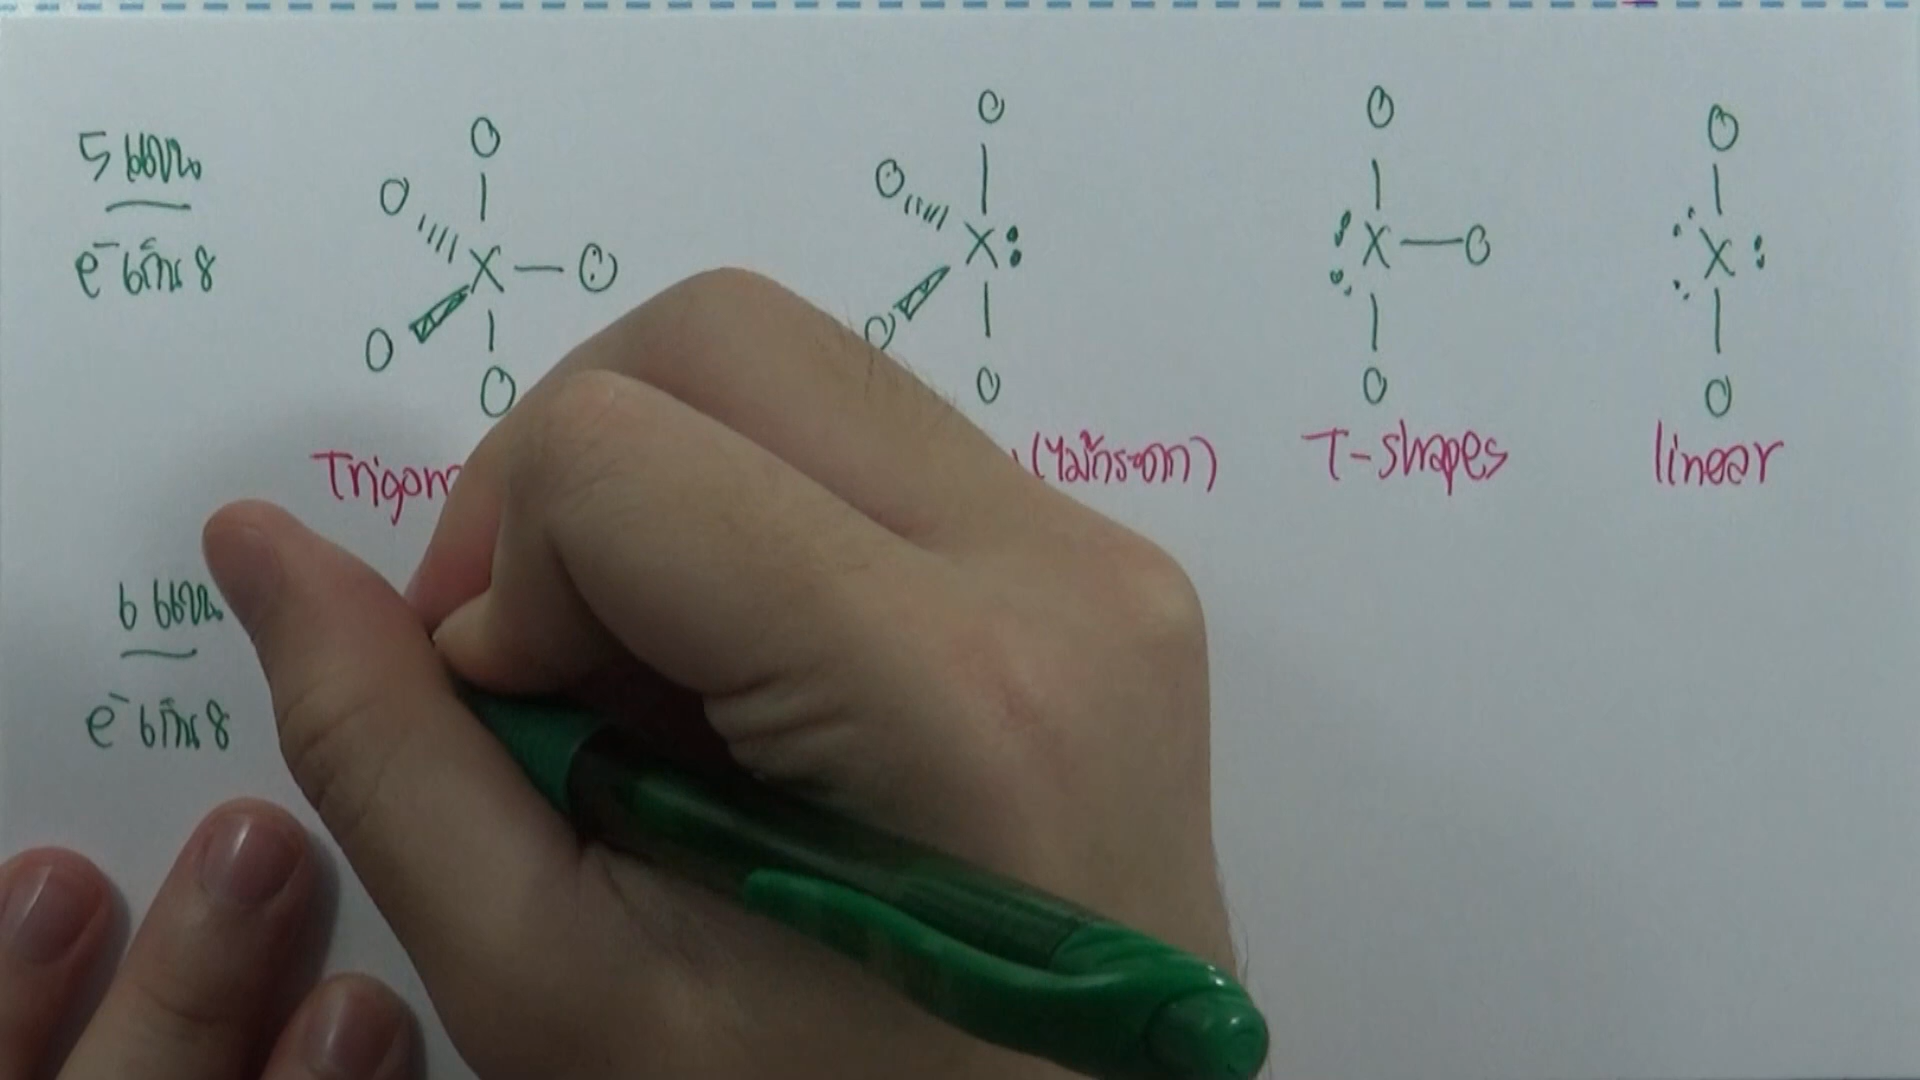 5 แขน
e⁻ เกิน 8
(ไม้กระดก)
T-shapes
linear
6 แขน
e⁻ เกิน 8